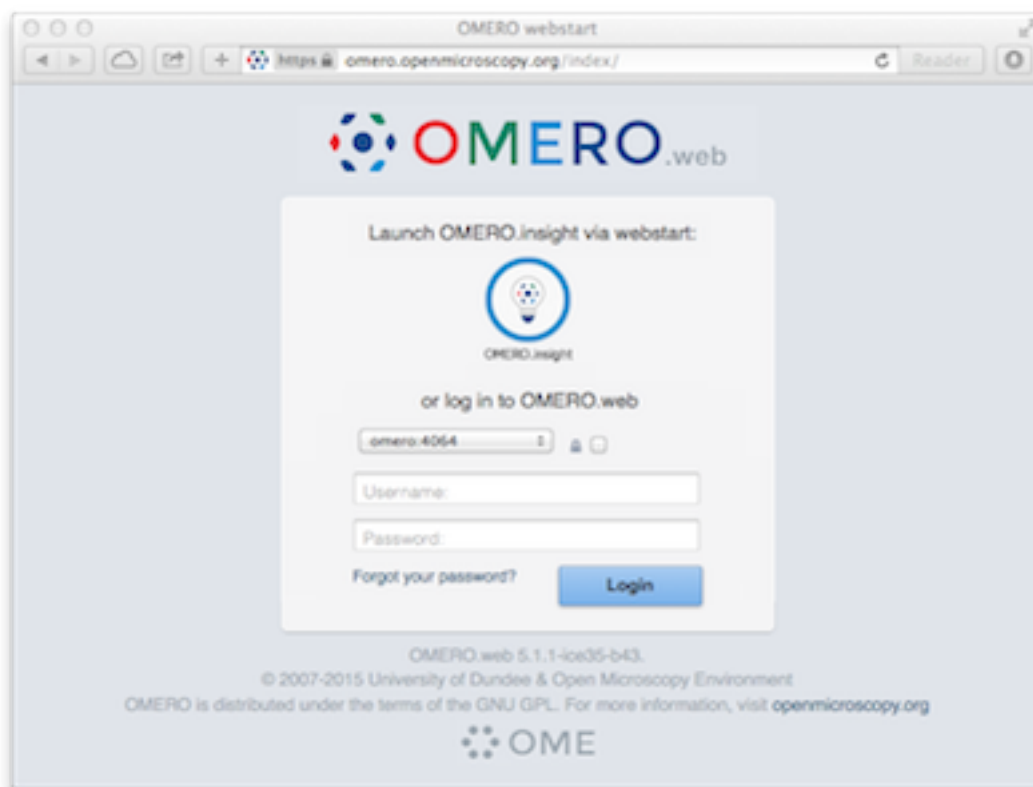 OMERO webstart
https omero.openmicroscopy.org/index/ Reader
OMERO.web
Launch OMERO.insight via webstart:
OMERO.insight
or log in to OMERO.web
omero:4064
Username:
Password:
Forgot your password? Login
OMERO.web 5.1.1-ice35-b43.
© 2007-2015 University of Dundee & Open Microscopy Environment
OMERO is distributed under the terms of the GNU GPL. For more information, visit openmicroscopy.org
OME